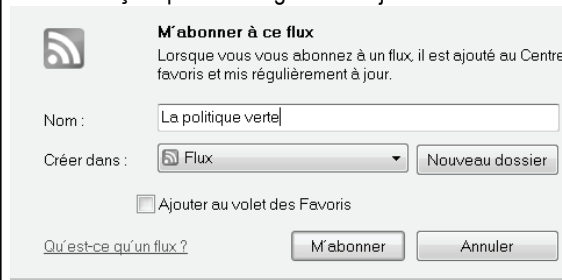 M´abonner à ce flux
Lorsque vous vous abonnez à un flux, il est ajouté au Centre
favoris et mis régulièrement à jour.
Nom :
La politique verte
Créer dans :
Flux
Nouveau dossier
Ajouter au volet des Favoris
Qu´est-ce qu´un flux ?
M´abonner
Annuler